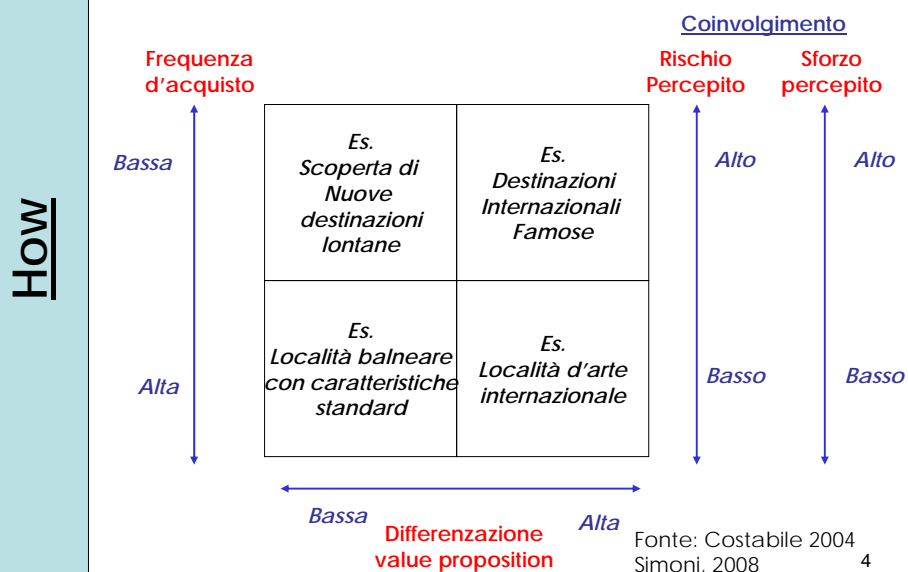 How
Coinvolgimento
Frequenza
d'acquisto
Rischio
Percepito
Sforzo
percepito
Bassa
Alta
Es.
Scoperta di
Nuove
destinazioni
lontane
Es.
Destinazioni
Internazionali
Famose
Es.
Località balneare
con caratteristiche
standard
Es.
Località d'arte
internazionale
Alto
Basso
Alto
Basso
Bassa
Alta
Differenzazione
value proposition
Fonte: Costabile 2004
Simoni, 2008
4